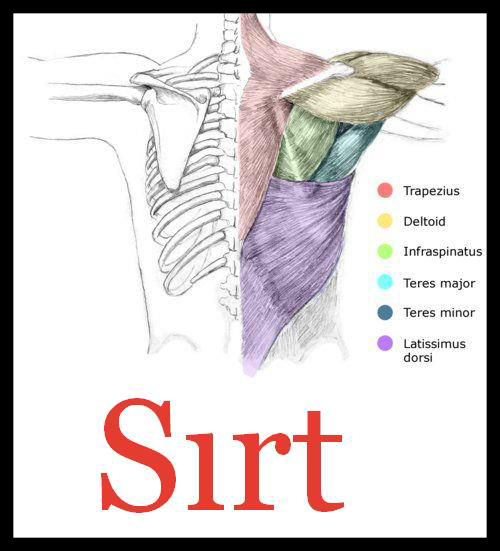 Trapezius
Deltoid
Infraspinatus
Teres major
Teres minor
Latissimus
dorsi
Sırt